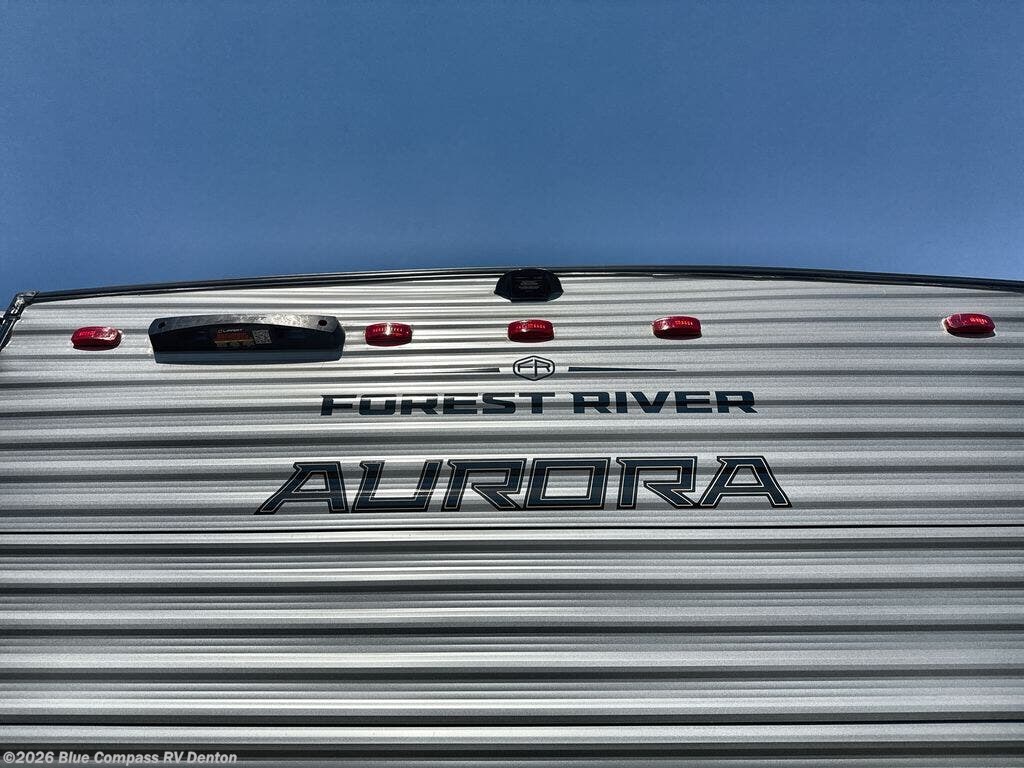 FR
FOREST RIVER
AURORA
©2026 Blue Compass RV Denton